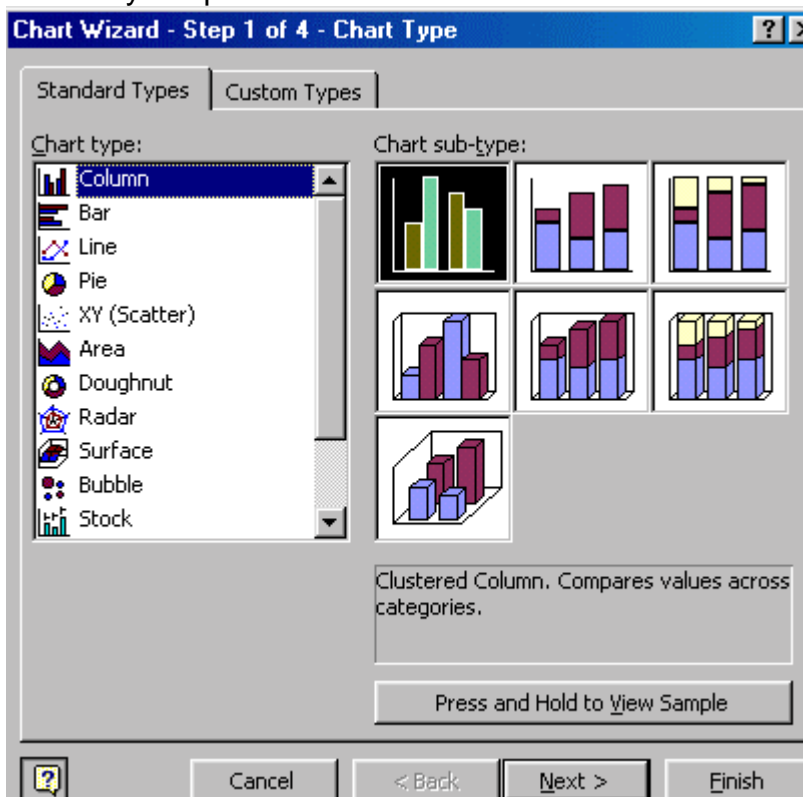 Chart Wizard - Step 1 of 4 - Chart Type
Standard Types
Custom Types
Chart type:
Column
Bar
Line
Pie
XY (Scatter)
Area
Doughnut
Radar
Surface
Bubble
Stock
Chart sub-type:
Clustered Column. Compares values across
categories.
Press and Hold to View Sample
Cancel
< Back
Next >
Finish